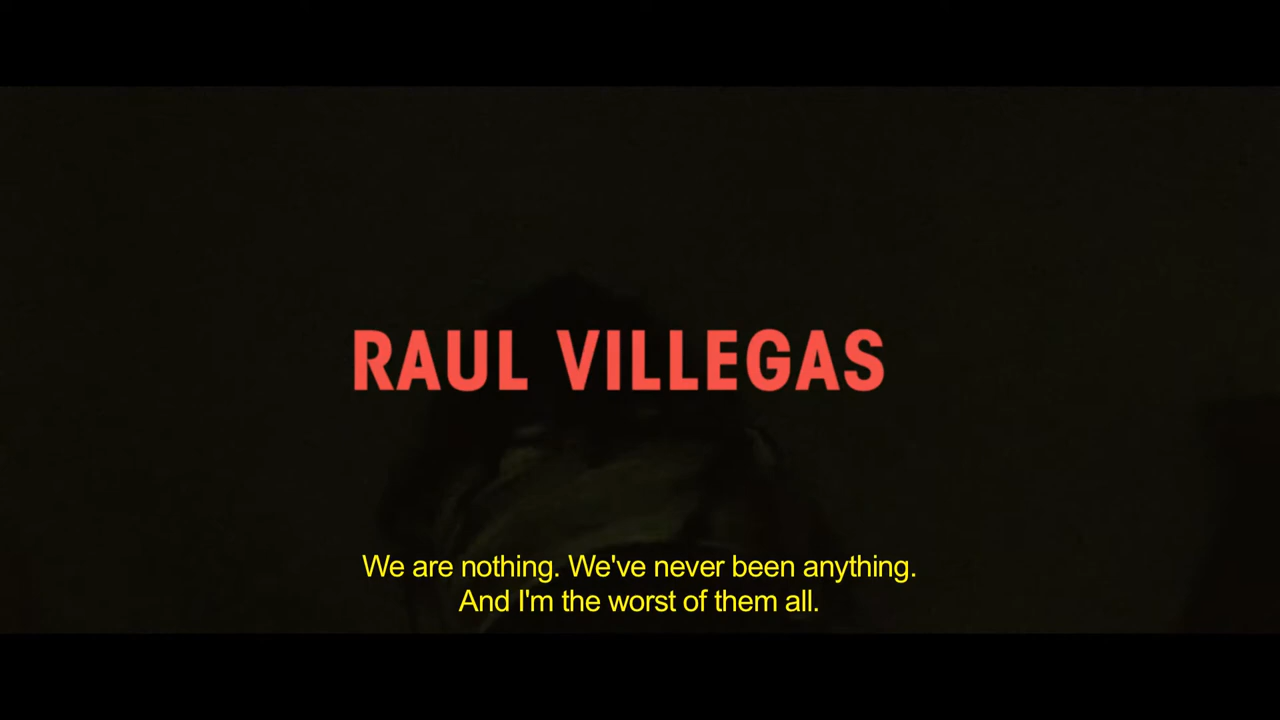 RAUL VILLEGAS
We are nothing. We've never been anything.
And I'm the worst of them all.